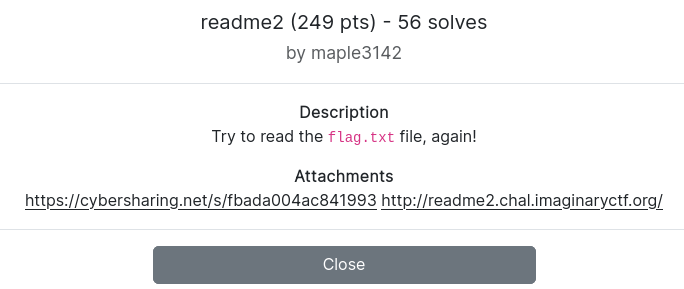 readme2 (249 pts) - 56 solves
by maple3142
Description
Try to read the flag.txt file, again!
Attachments
https://cybersharing.net/s/fbada004ac841993 http://readme2.chal.imaginaryctf.org/
Close